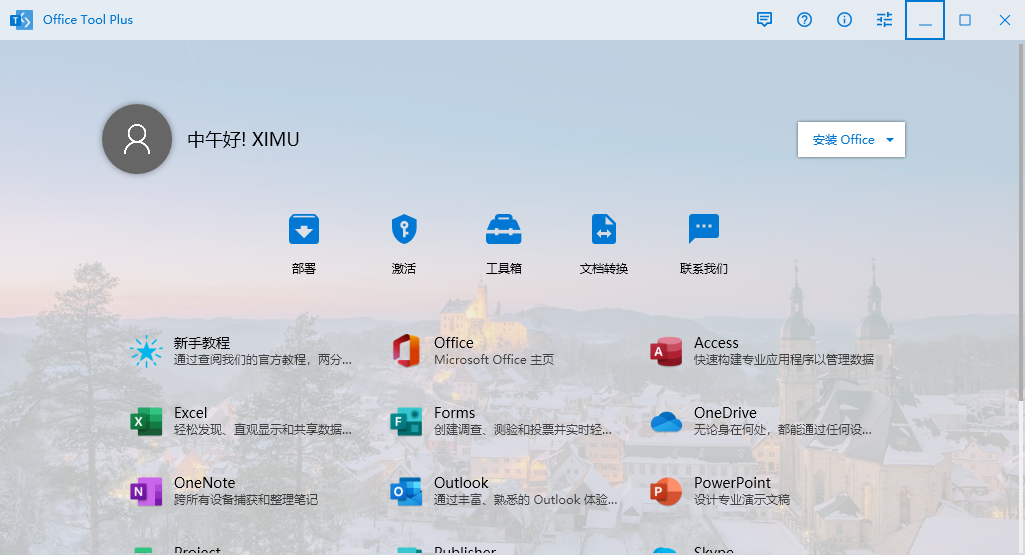 Office Tool Plus
中午好! XIMU
安装 Office
部署
激活
工具箱
文档转换
联系我们
新手教程
通过查阅我们的官方教程，两分...
Office
Microsoft Office 主页
Access
快速构建专业应用程序以管理数据
Excel
轻松发现、直观显示和共享数据...
Forms
创建调查、测验和投票并实时轻...
OneDrive
无论身在何处，都能通过任何设...
OneNote
跨所有设备捕获和整理笔记
Outlook
通过丰富、熟悉的 Outlook 体验...
PowerPoint
设计专业演示文稿
Project
Publisher
Skype